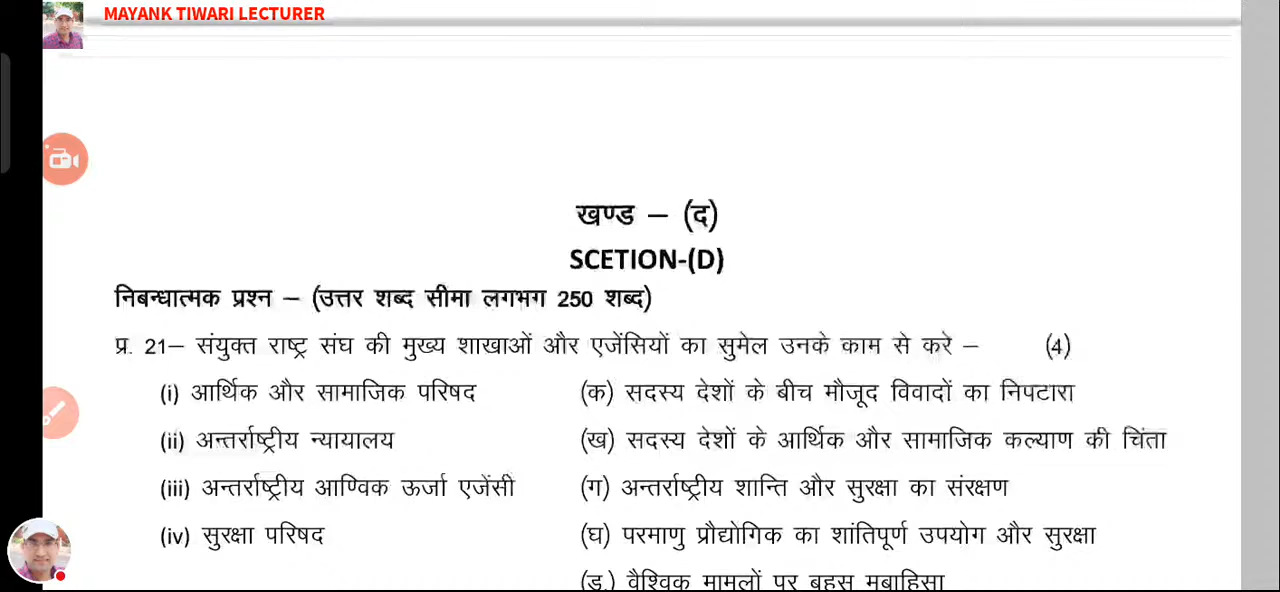 MAYANK TIWARI LECTURER
खण्ड – (द)
SCETION-(D)
निबन्धात्मक प्रश्न – (उत्तर शब्द सीमा लगभग 250 शब्द)
प्र. 21– संयुक्त राष्ट्र संघ की मुख्य शाखाओं और एजेंसियों का सुमेल उनके काम से करे – (4)
(i) आर्थिक और सामाजिक परिषद (क) सदस्य देशों के बीच मौजूद विवादों का निपटारा
(ii) अन्तर्राष्ट्रीय न्यायालय (ख) सदस्य देशों के आर्थिक और सामाजिक कल्याण की चिंता
(iii) अन्तर्राष्ट्रीय आण्विक ऊर्जा एजेंसी (ग) अन्तर्राष्ट्रीय शान्ति और सुरक्षा का संरक्षण
(iv) सुरक्षा परिषद (घ) परमाणु प्रौद्योगिक का शांतिपूर्ण उपयोग और सुरक्षा
(ड.) वैश्विक मामलों पर बहस मुबाहिसा